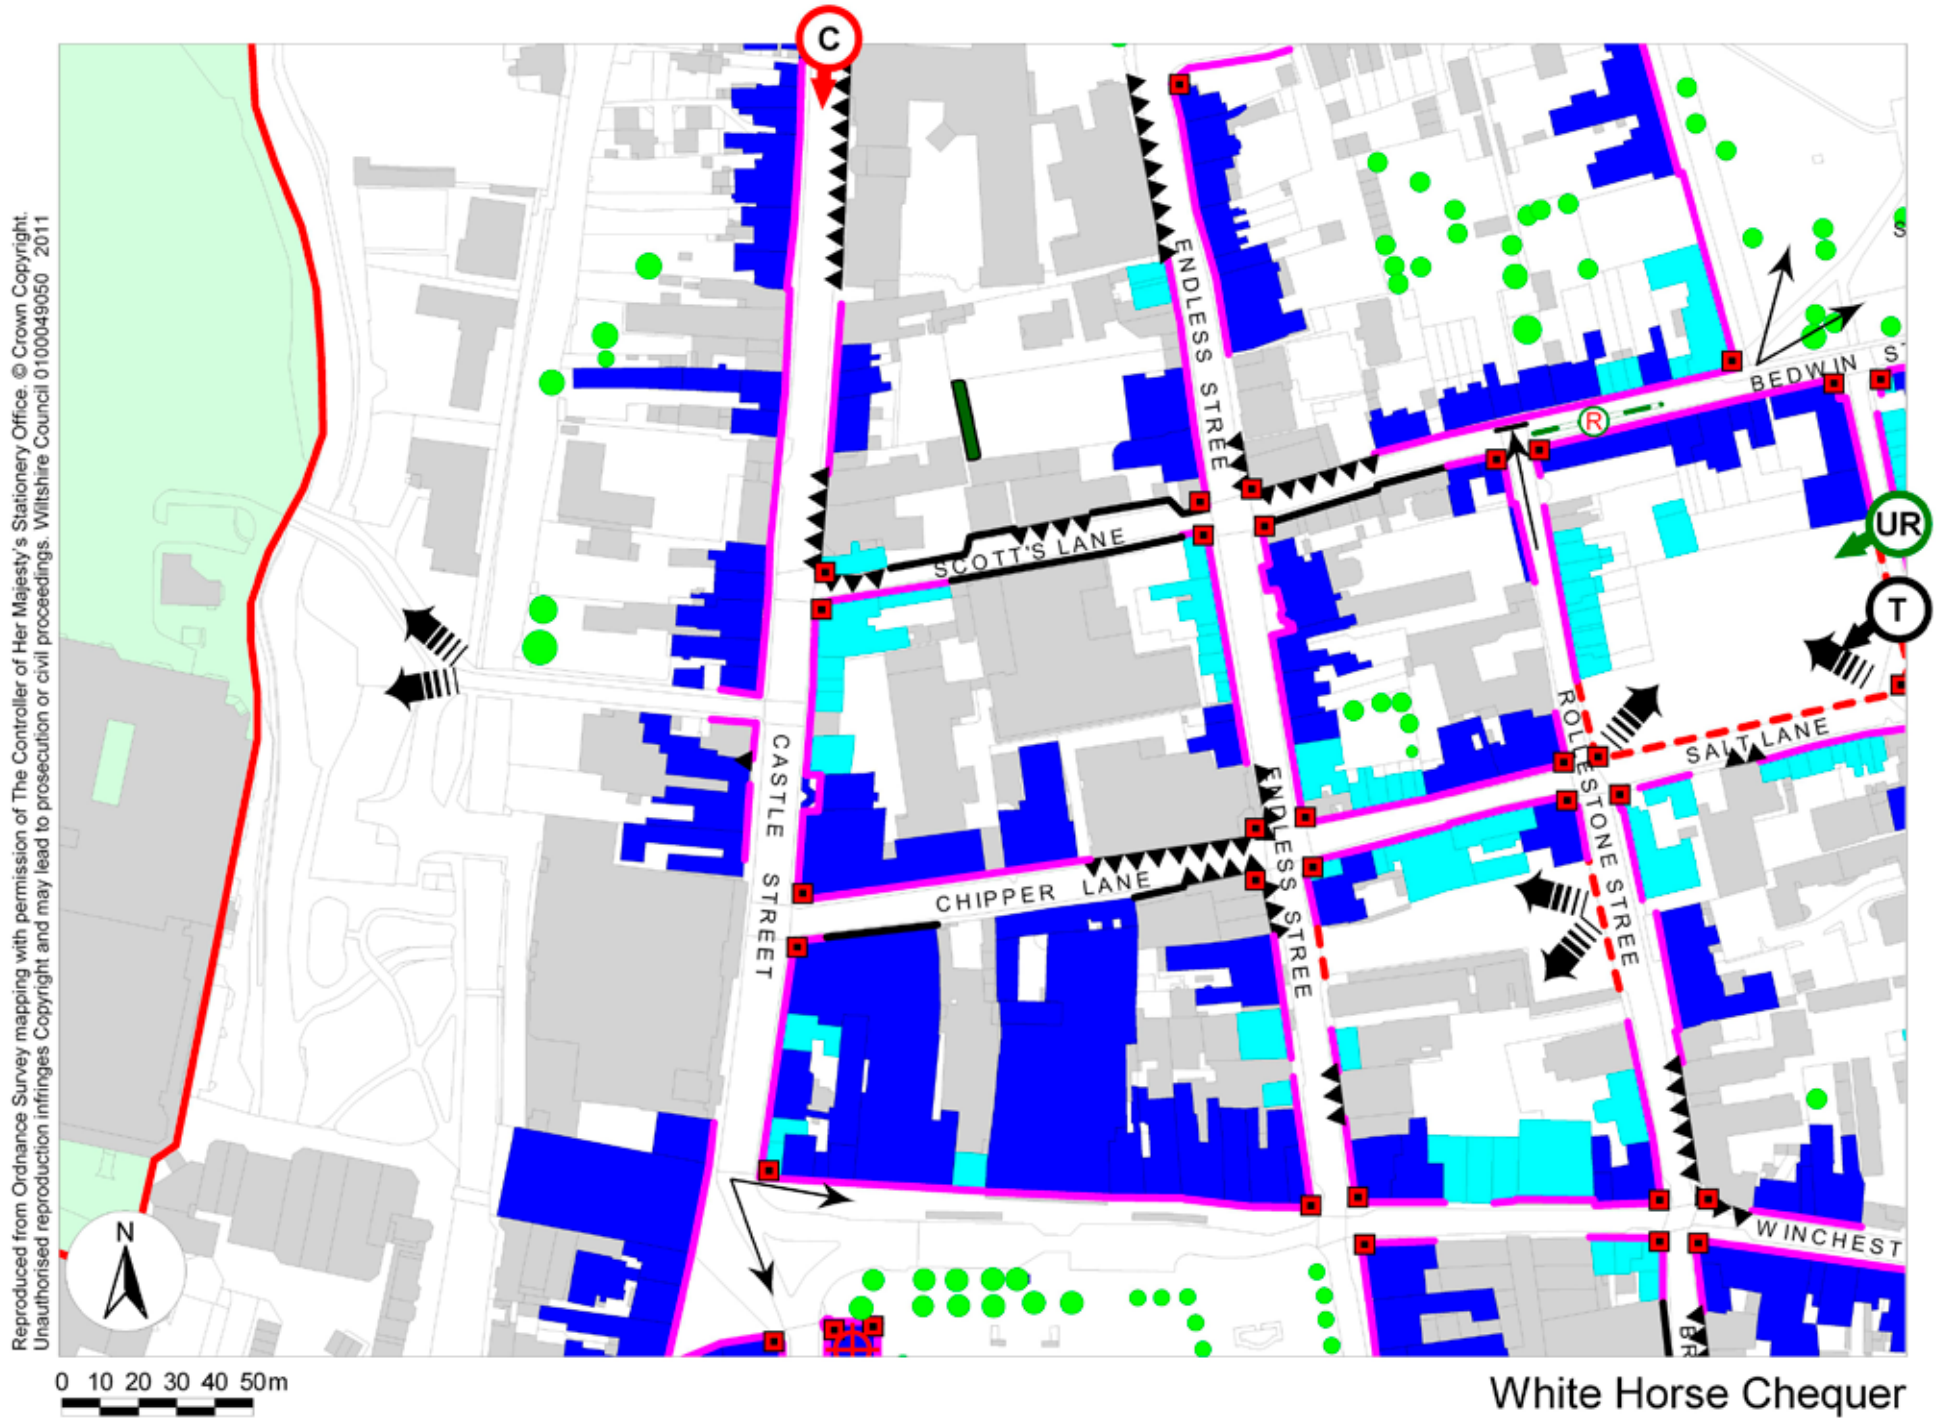 C
ENDLESS STREE
S
BEDWIN
ST
R
UR
SCOTT'S LANE
T
CASTLE STREET
ROLLESTONE STREET
SALT LANE
ENDLESS STREET
CHIPPER LANE
WINCHEST
BR
N
0 10 20 30 40 50m
White Horse Chequer
Reproduced from Ordnance Survey mapping with permission of The Controller of Her Majesty's Stationery Office. © Crown Copyright.
Unauthorised reproduction infringes Copyright and may lead to prosecution or civil proceedings. Wiltshire Council 0100049050 2011